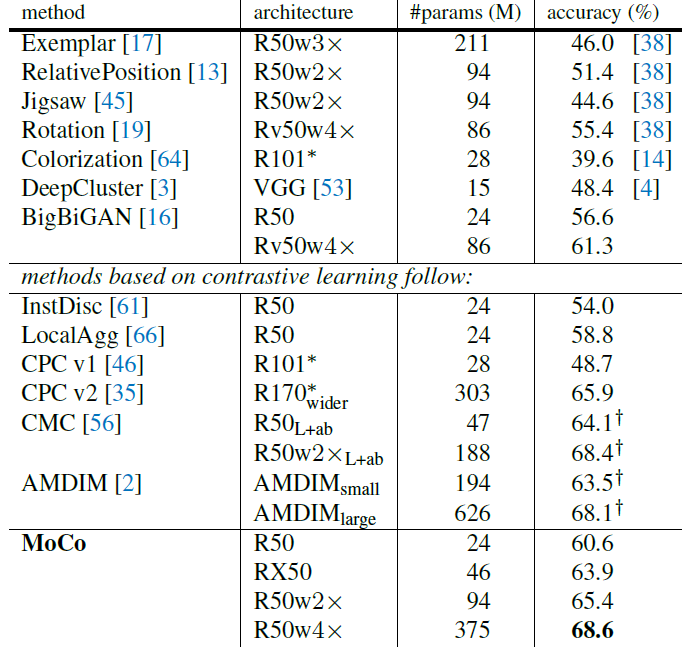 method architecture #params (M) accuracy (%)
Exemplar [17] R50w3× 211 46.0 [38]
RelativePosition [13] R50w2× 94 51.4 [38]
Jigsaw [45] R50w2× 94 44.6 [38]
Rotation [19] Rv50w4× 86 55.4 [38]
Colorization [64] R101* 28 39.6 [14]
DeepCluster [3] VGG [53] 15 48.4 [4]
BigBiGAN [16] R50 24 56.6
Rv50w4× 86 61.3
methods based on contrastive learning follow:
InstDisc [61] R50 24 54.0
LocalAgg [66] R50 24 58.8
CPC v1 [46] R101* 28 48.7
CPC v2 [35] R170*wider 303 65.9
CMC [56] R50L+ab 47 64.1†
R50w2×L+ab 188 68.4†
AMDIM [2] AMDIMsmall 194 63.5†
AMDIMlarge 626 68.1†
MoCo R50 24 60.6
RX50 46 63.9
R50w2× 94 65.4
R50w4× 375 68.6